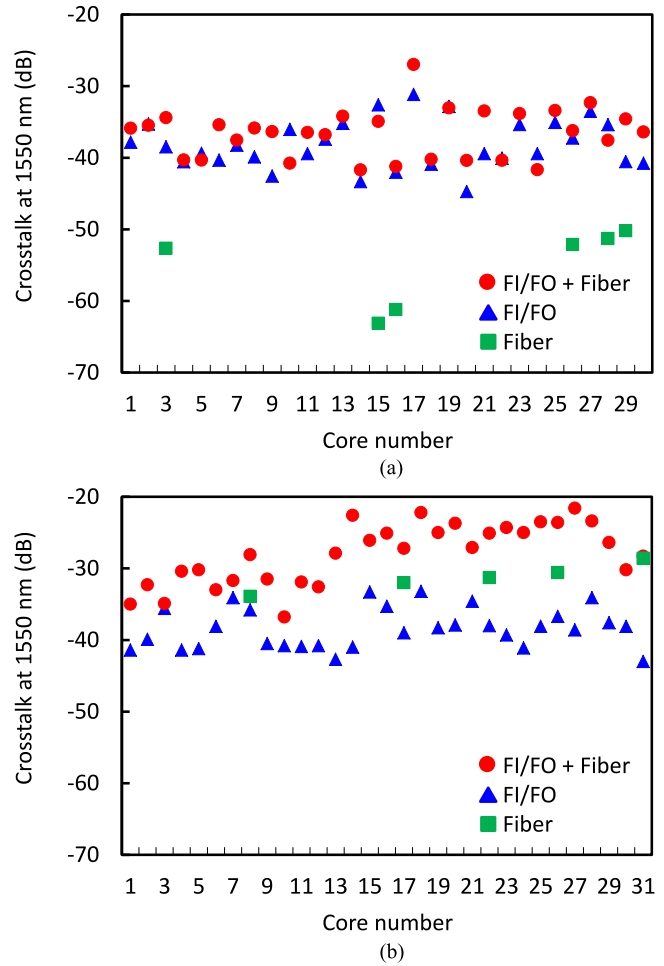 -20
-30
-40
-50
-60
-70
Crosstalk at 1550 nm (dB)
FI/FO + Fiber
FI/FO
Fiber
1 3 5 7 9 11 13 15 17 19 21 23 25 27 29
Core number
(a)
-20
-30
-40
-50
-60
-70
Crosstalk at 1550 nm (dB)
FI/FO + Fiber
FI/FO
Fiber
1 3 5 7 9 11 13 15 17 19 21 23 25 27 29 31
Core number
(b)